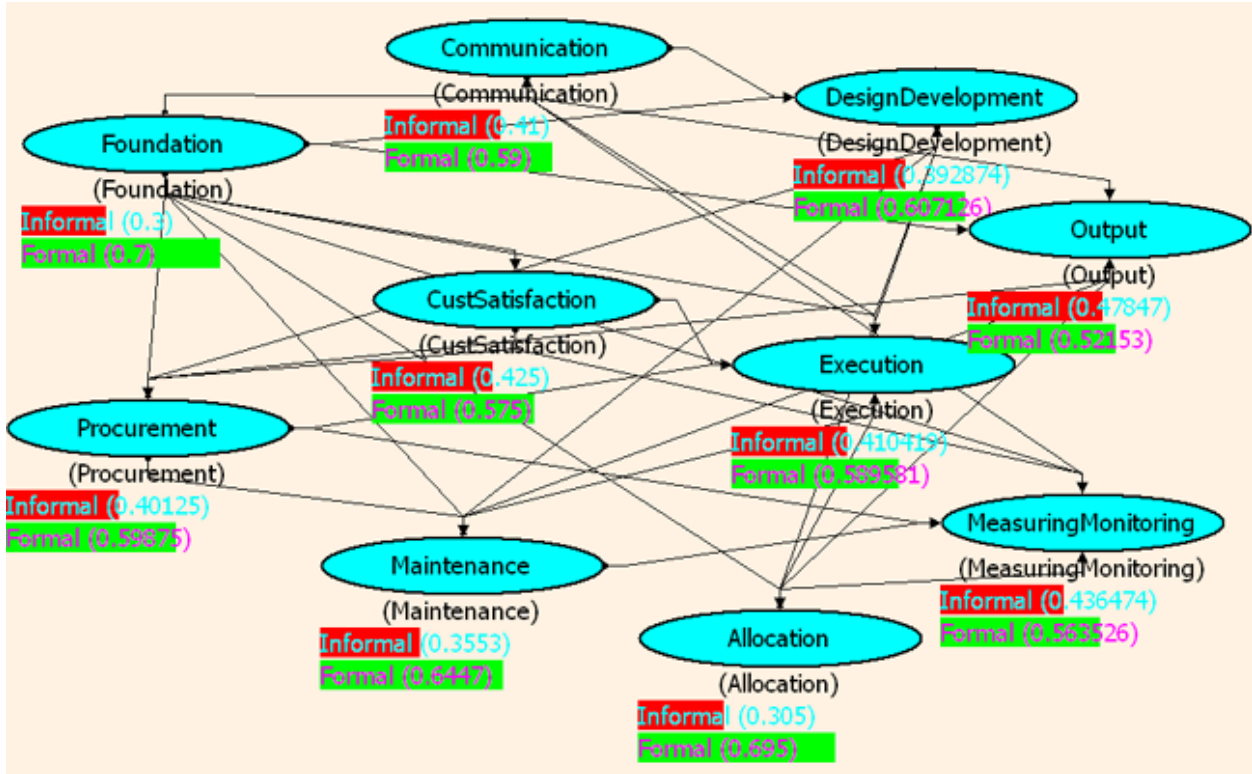 Communication
(Communication)
Informal (0.41)
Formal (0.59)
DesignDevelopment
(DesignDevelopment)
Informal (0.392874)
Formal (0.607126)
Foundation
(Foundation)
Informal (0.3)
Formal (0.7)
Output
(Output)
Informal (0.47847)
Formal (0.52153)
CustSatisfaction
(CustSatisfaction)
Informal (0.425)
Formal (0.575)
Execution
(Execution)
Informal (0.410419)
Formal (0.589581)
Procurement
(Procurement)
Informal (0.40125)
Formal (0.59875)
MeasuringMonitoring
(MeasuringMonitoring)
Informal (0.436474)
Formal (0.563526)
Maintenance
(Maintenance)
Informal (0.3553)
Formal (0.6447)
Allocation
(Allocation)
Informal (0.305)
Formal (0.695)